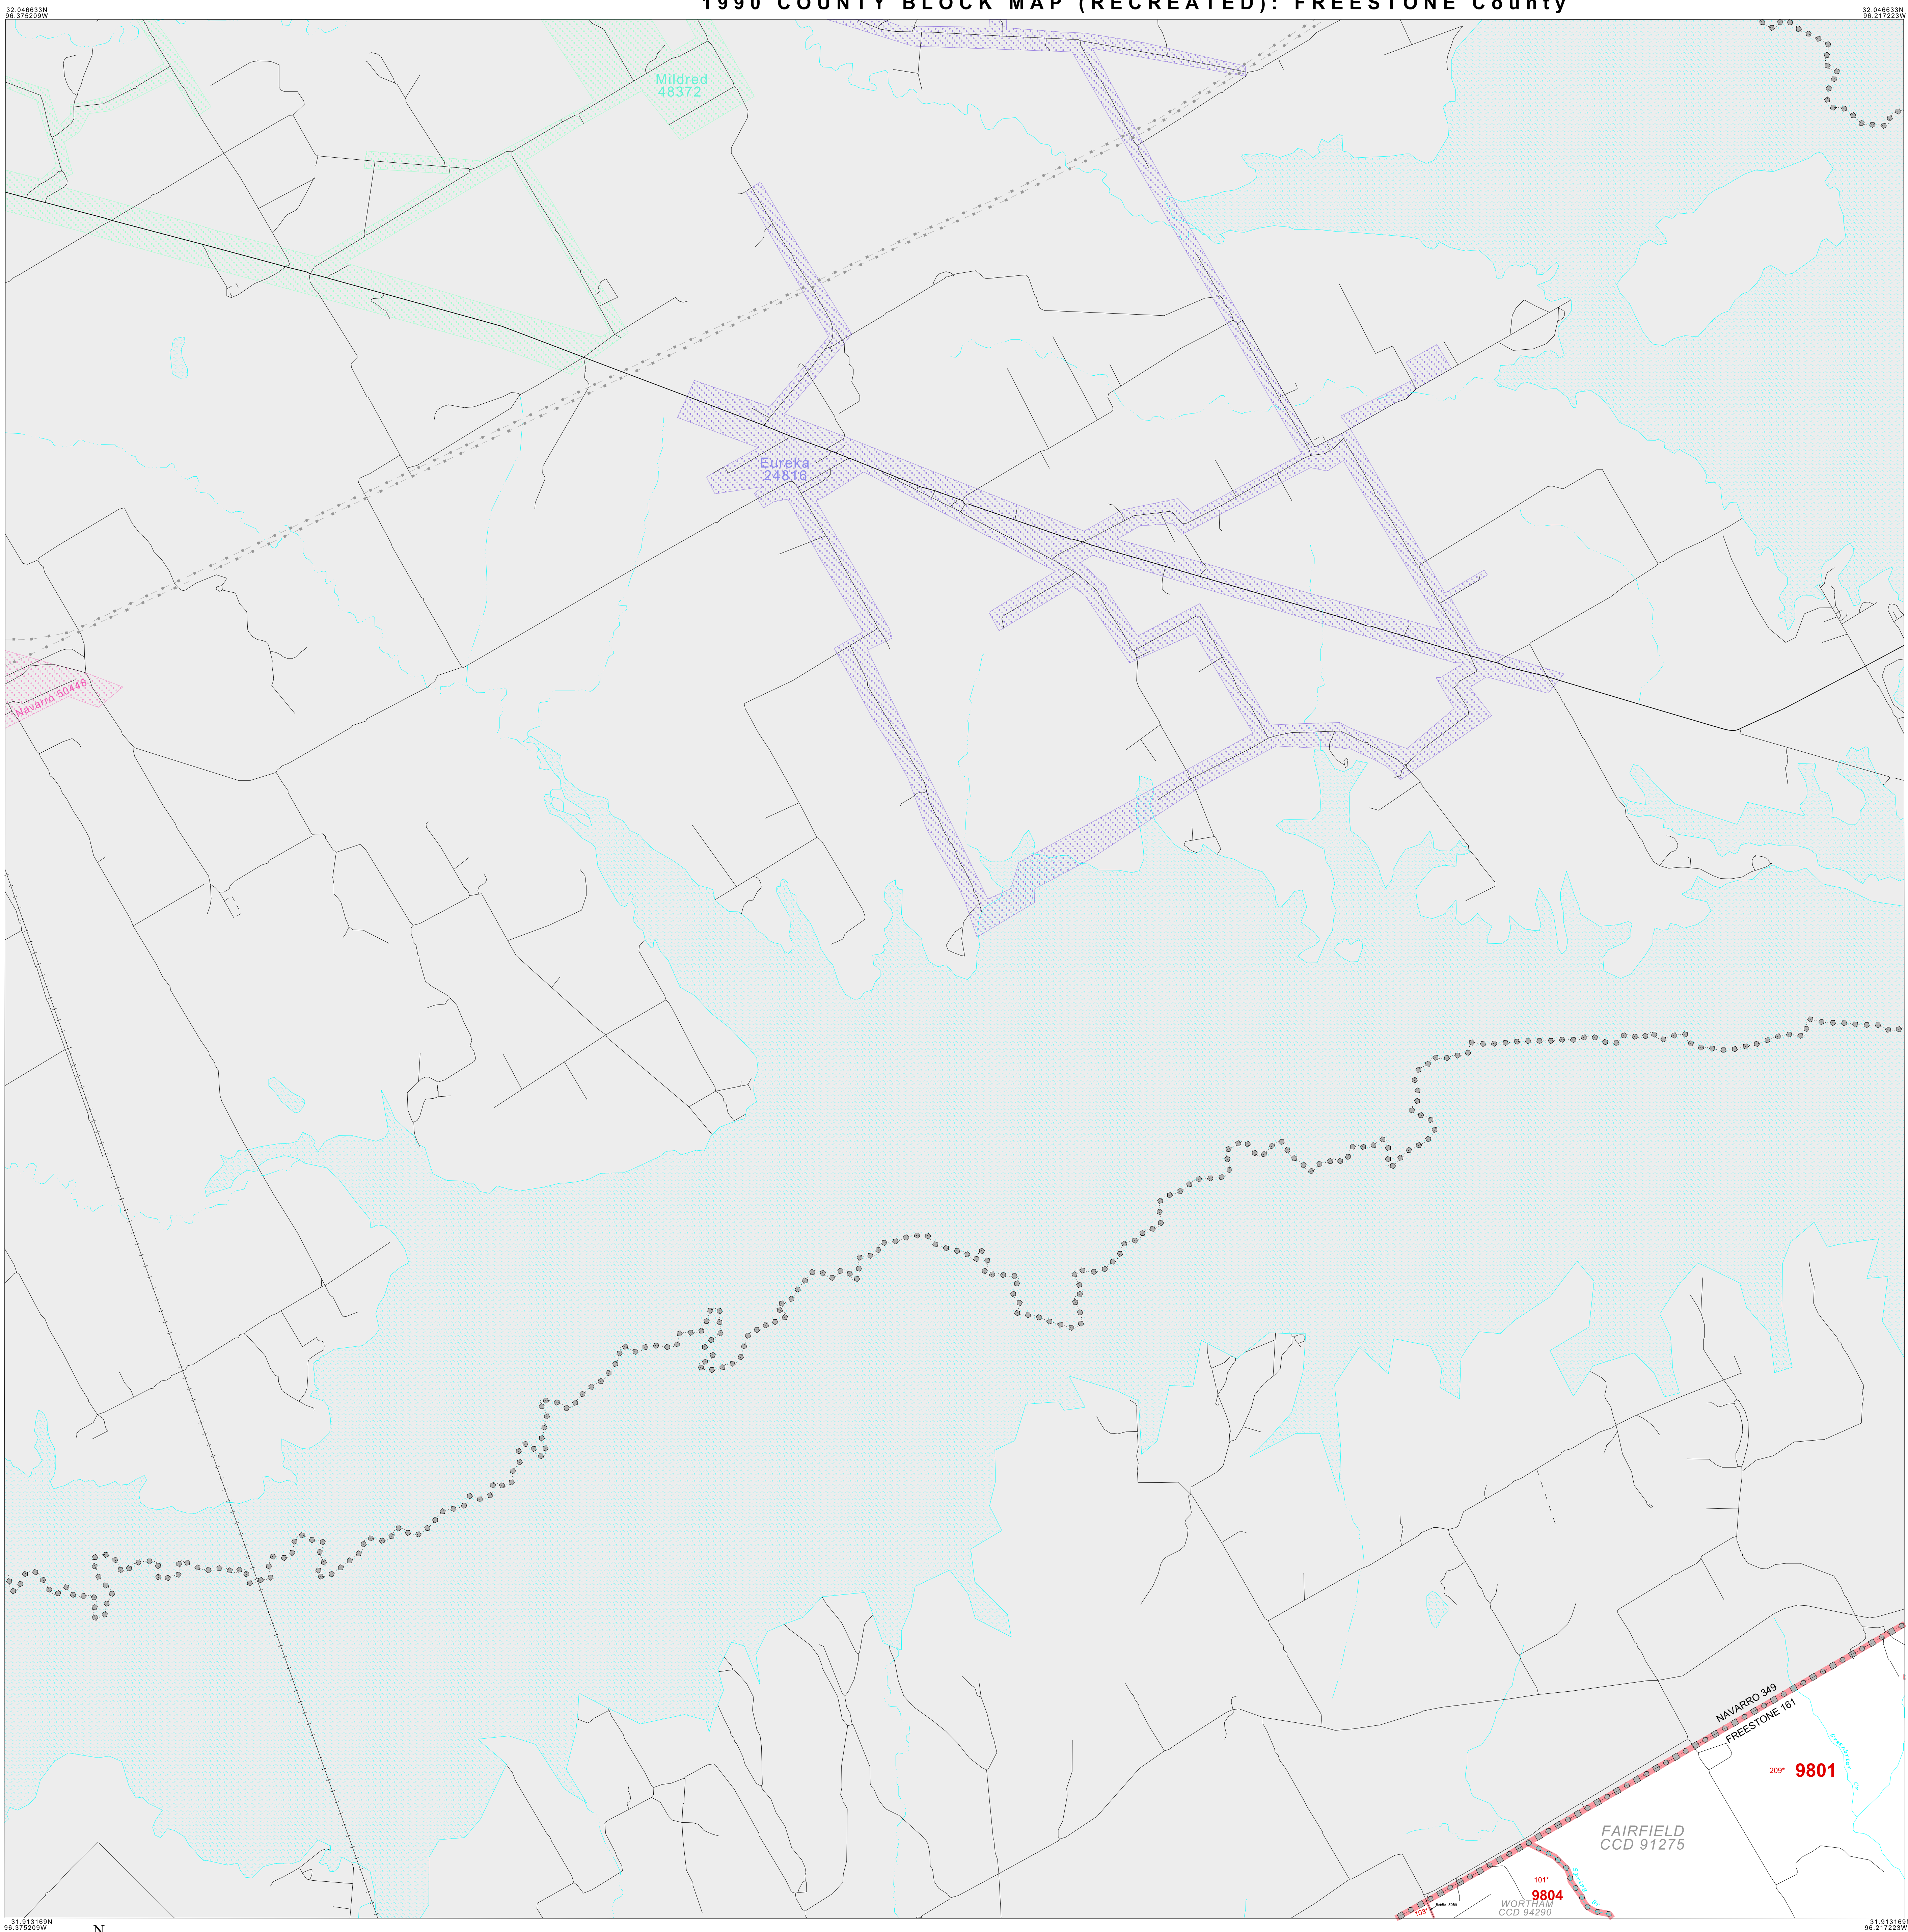 1990 COUNTY BLOCK MAP (RECREATED): FREESTONE County
32.046633N
96.375209W
32.046633N
96.217223W
Mildred
48372
Eureka
24816
Navarro 50448
NAVARRO 349
FREESTONE 161
209* 9801
FAIRFIELD
CCD 91275
101*
9804
WORTHAM
CCD 94290
103*
31.913169N
96.375209W
N
31.913169N
96.217223W